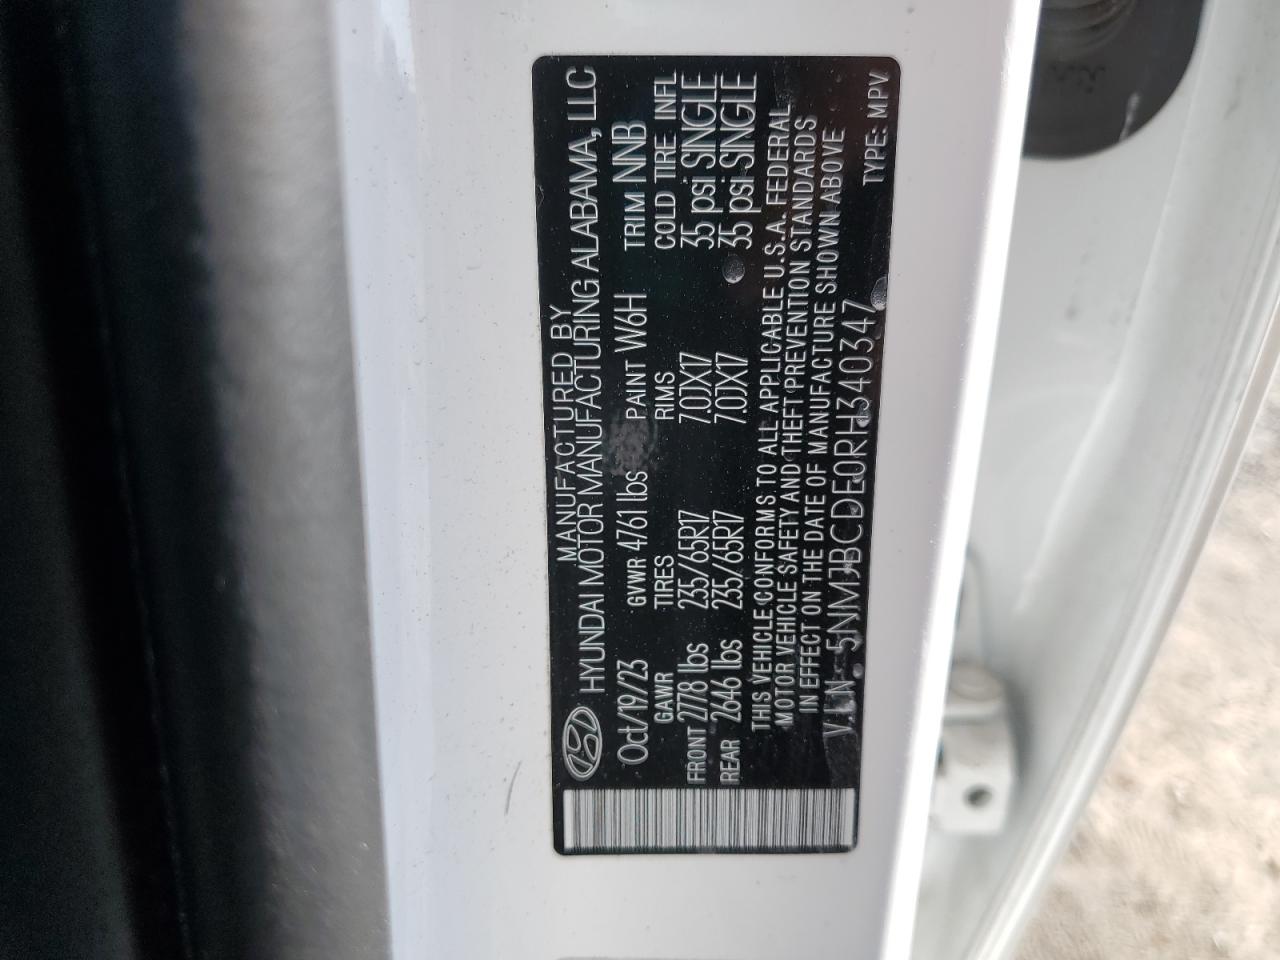 MANUFACTURED BY
HYUNDAI MOTOR MANUFACTURING ALABAMA, LLC
Oct/19/23 GVWR 4761 lbs PAINT W6H TRIM NNB
GAWR TIRES RIMS COLD TIRE INFL
FRONT 2778 lbs 235/65R17 7.0JX17 35 psi SINGLE
REAR 2646 lbs 235/65R17 7.0JX17 35 psi SINGLE
THIS VEHICLE CONFORMS TO ALL APPLICABLE U.S.A. FEDERAL
MOTOR VEHICLE SAFETY AND THEFT PREVENTION STANDARDS
IN EFFECT ON THE DATE OF MANUFACTURE SHOWN ABOVE
V.I.N: 5NMJBCDE0RH340347 TYPE: MPV